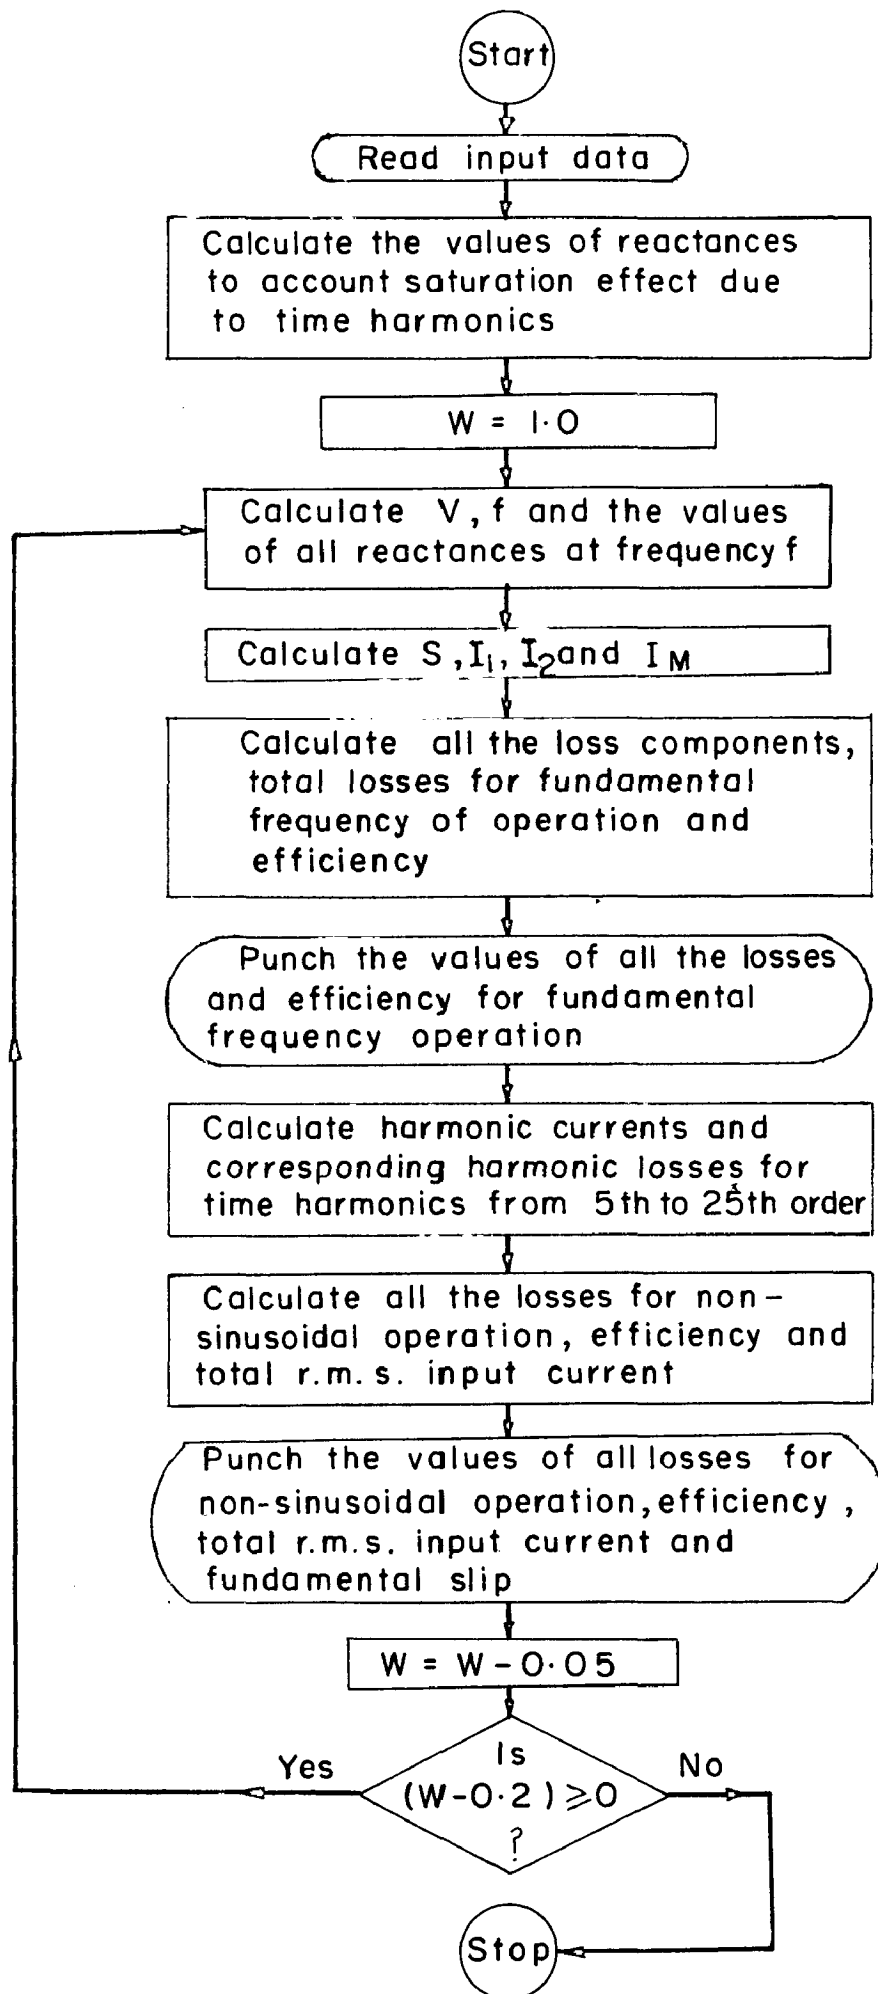 Start
Read input data
Calculate the values of reactances
to account saturation effect due
to time harmonics
W = 1.0
Calculate V, f and the values
of all reactances at frequency f
Calculate S, I₁, I₂ and I M
Calculate all the loss components,
total losses for fundamental
frequency of operation and
efficiency
Punch the values of all the losses
and efficiency for fundamental
frequency operation
Calculate harmonic currents and
corresponding harmonic losses for
time harmonics from 5th to 25th order
Calculate all the losses for non-
sinusoidal operation, efficiency and
total r.m.s. input current
Punch the values of all losses for
non-sinusoidal operation, efficiency,
total r.m.s. input current and
fundamental slip
W = W - 0.05
Is
(W-0.2) ⩾ 0
?
Yes
No
Stop